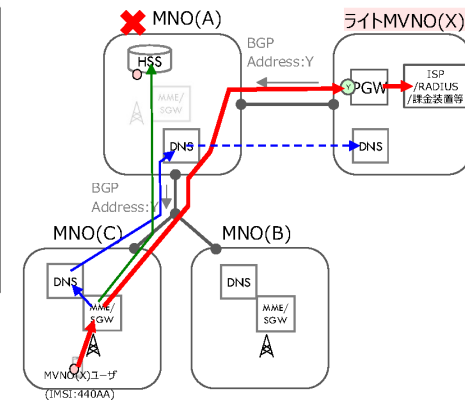 MNO(A)
ライトMVNO(X)
BGP
Address:Y
HSS
MME/
SGW
Y
PGW
ISP
/RADIUS
/課金装置等
DNS
DNS
BGP
Address:Y
MNO(C)
MNO(B)
DNS
MME/
SGW
DNS
MME/
SGW
MVNO(X)ユーザ
(IMSI:440AA)